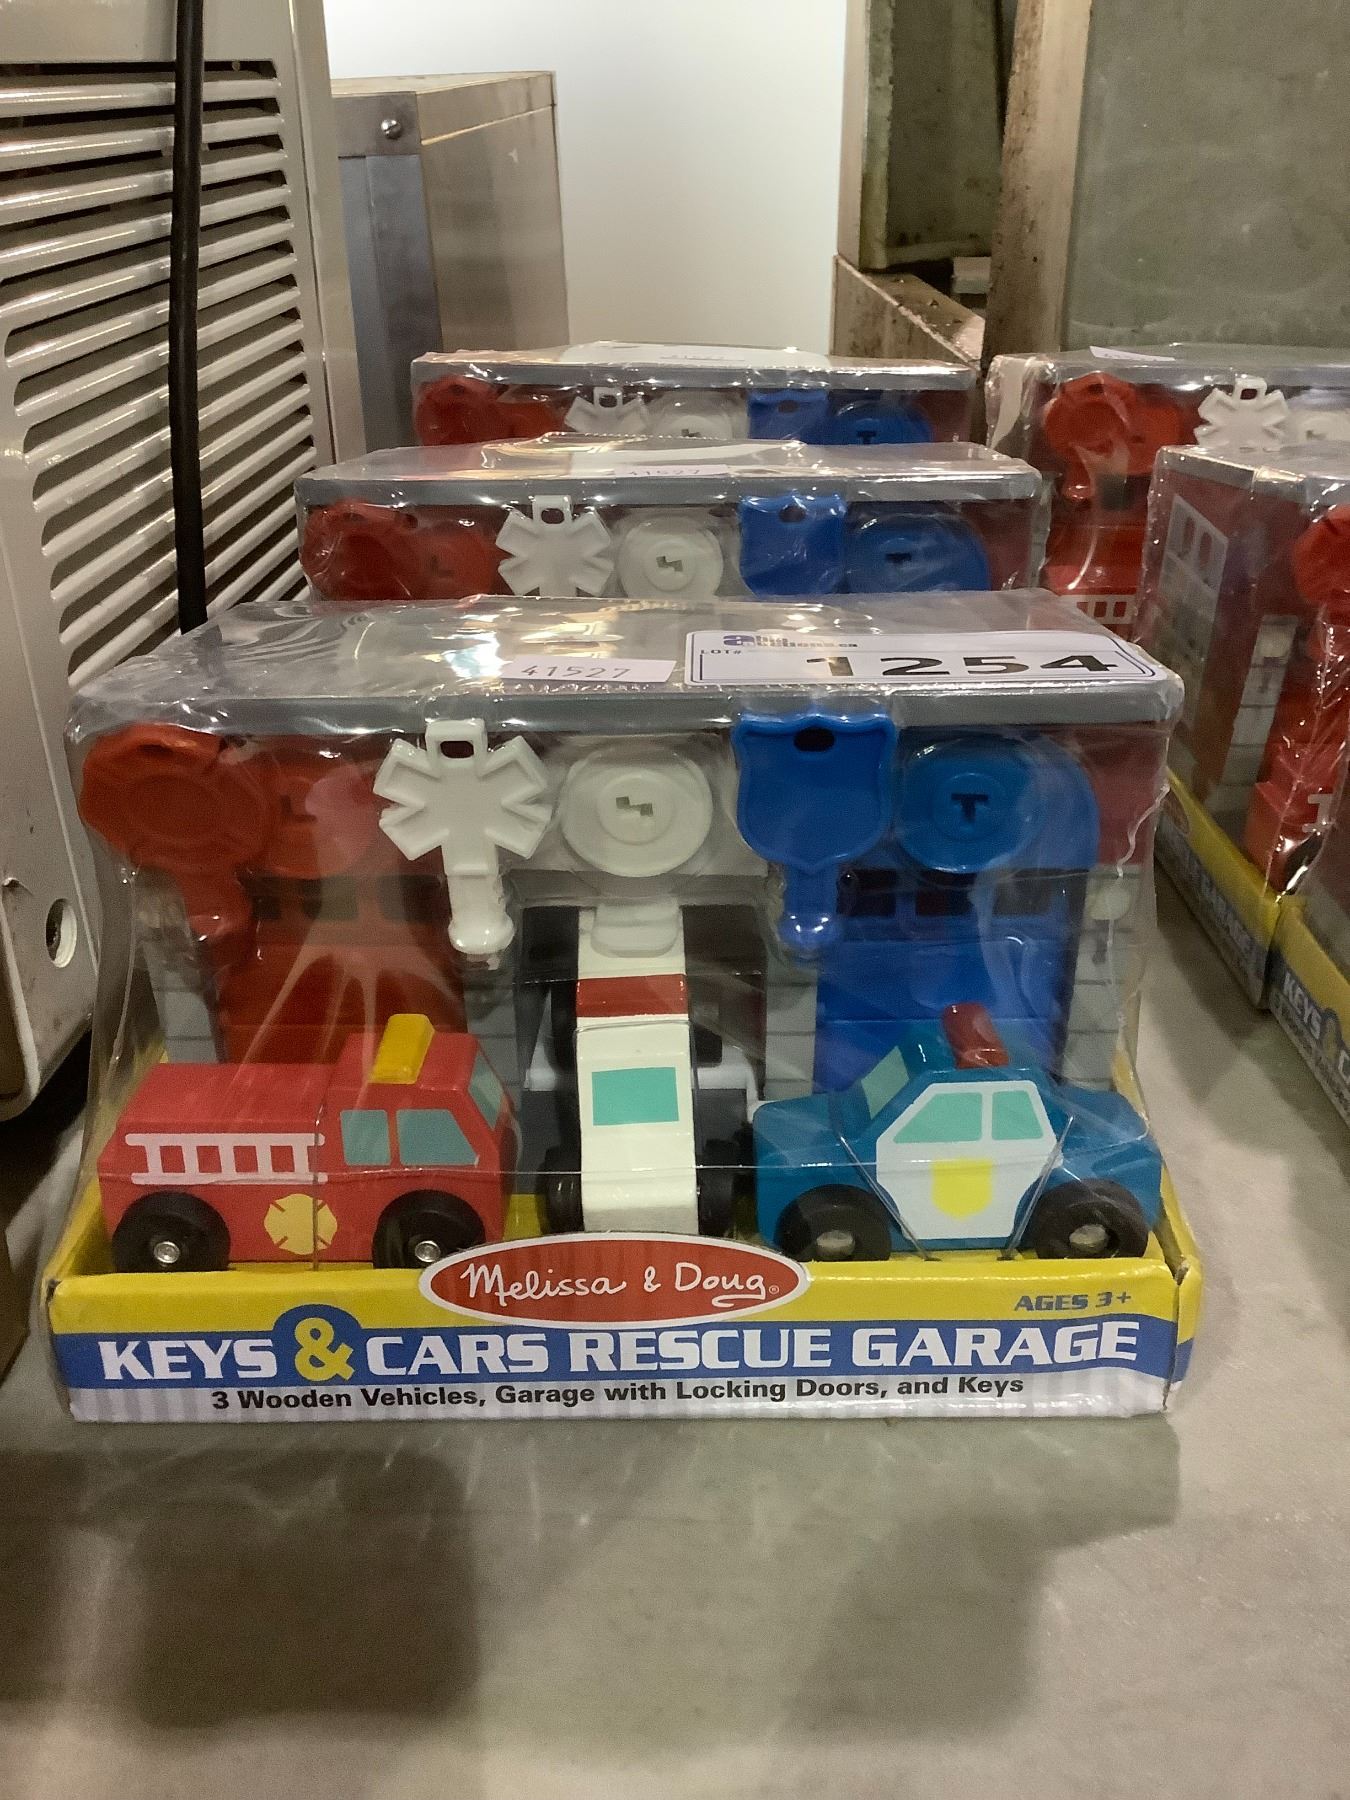 41527
41527
LOT# 1254
Melissa & Doug®
AGES 3+
KEYS & CARS RESCUE GARAGE
3 Wooden Vehicles, Garage with Locking Doors, and Keys